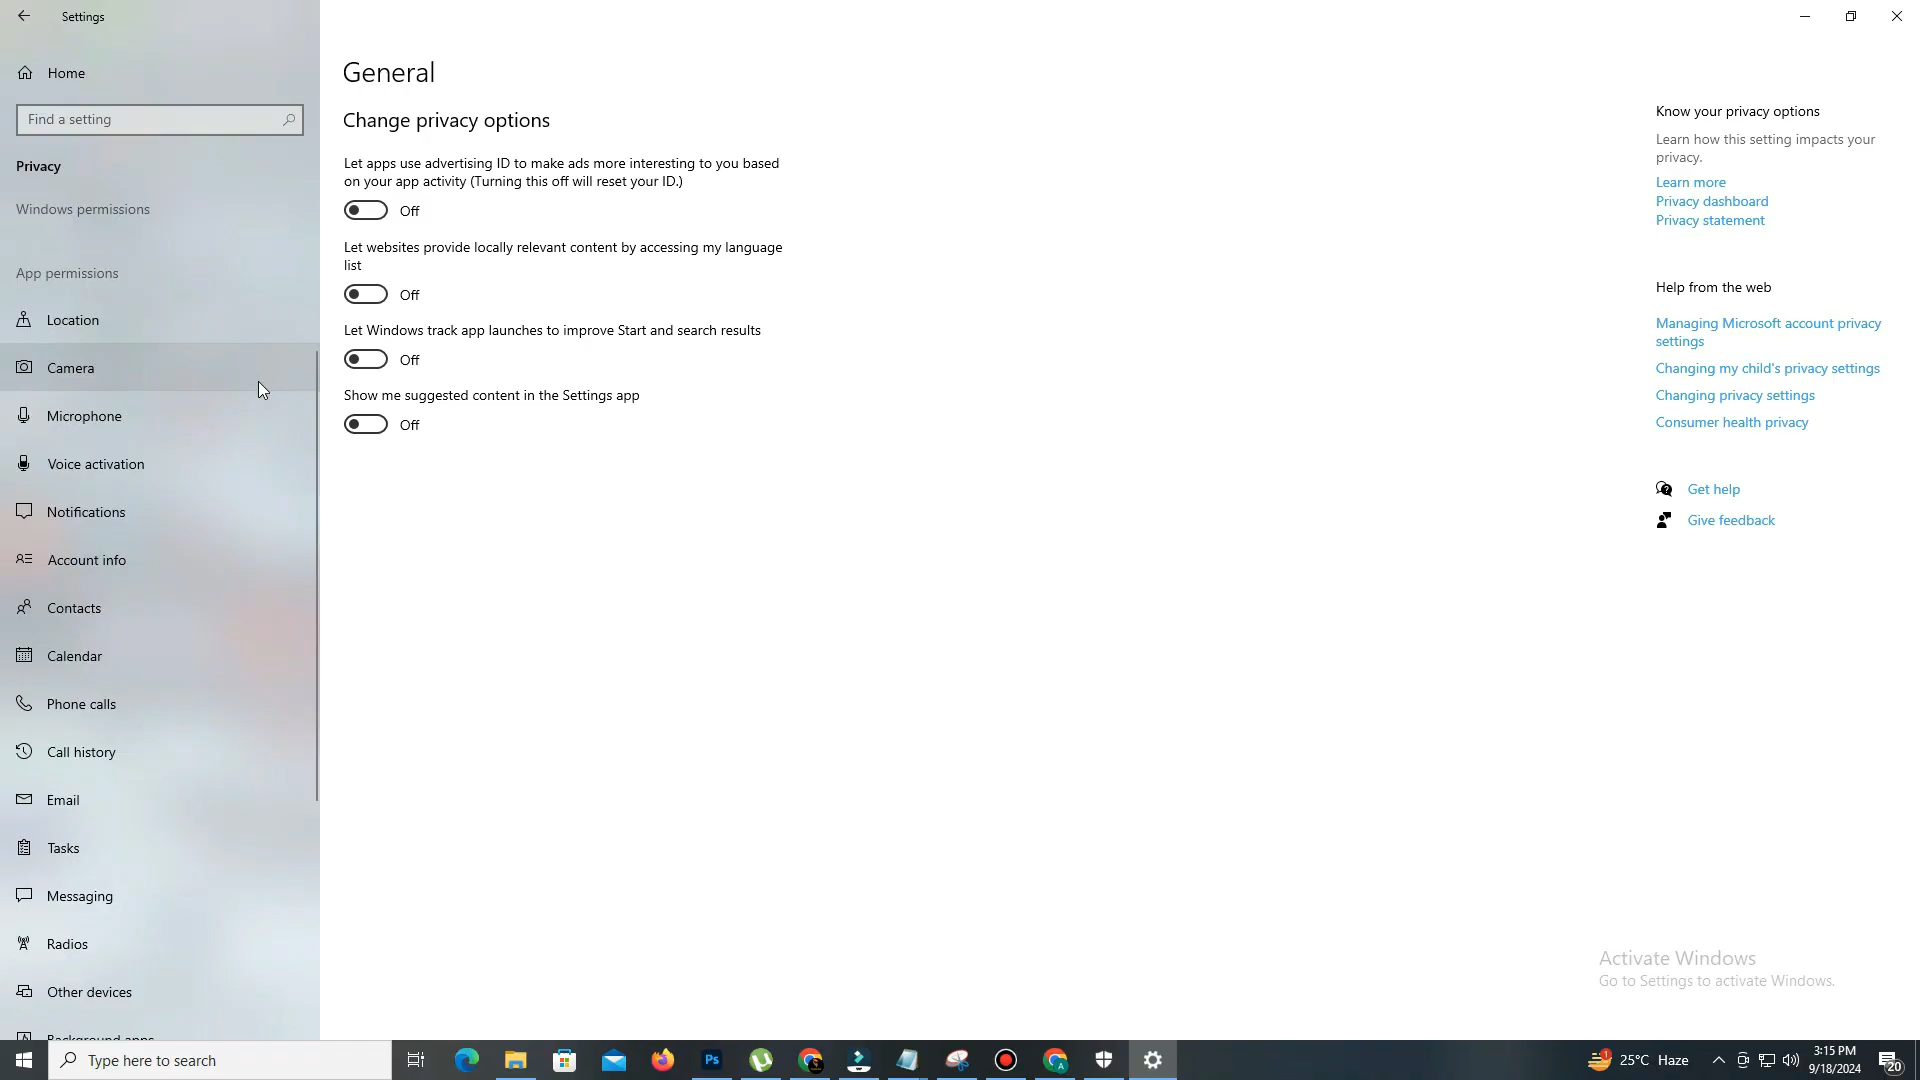 Settings
Home
Find a setting
Privacy
Windows permissions
App permissions
Location
Camera
Microphone
Voice activation
Notifications
Account info
Contacts
Calendar
Phone calls
Call history
Email
Tasks
Messaging
Radios
Other devices
Background apps
General
Change privacy options
Let apps use advertising ID to make ads more interesting to you based
on your app activity (Turning this off will reset your ID.)
Off
Let websites provide locally relevant content by accessing my language
list
Off
Let Windows track app launches to improve Start and search results
Off
Show me suggested content in the Settings app
Off
Know your privacy options
Learn how this setting impacts your
privacy.
Learn more
Privacy dashboard
Privacy statement
Help from the web
Managing Microsoft account privacy
settings
Changing my child's privacy settings
Changing privacy settings
Consumer health privacy
Get help
Give feedback
Activate Windows
Go to Settings to activate Windows.
Type here to search
Ps
A
1
25°C Haze
3:15 PM
9/18/2024
20